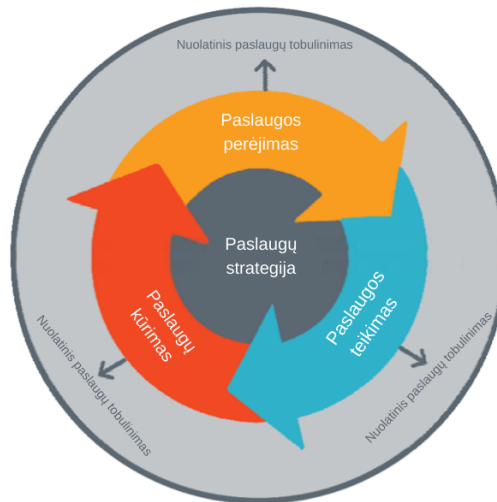 Nuolatinis paslaugų tobulinimas
Paslaugos
perėjimas
Paslaugų
strategija
Paslaugų
kūrimas
Paslaugos
teikimas
Nuolatinis paslaugų tobulinimas
Nuolatinis paslaugų tobulinimas